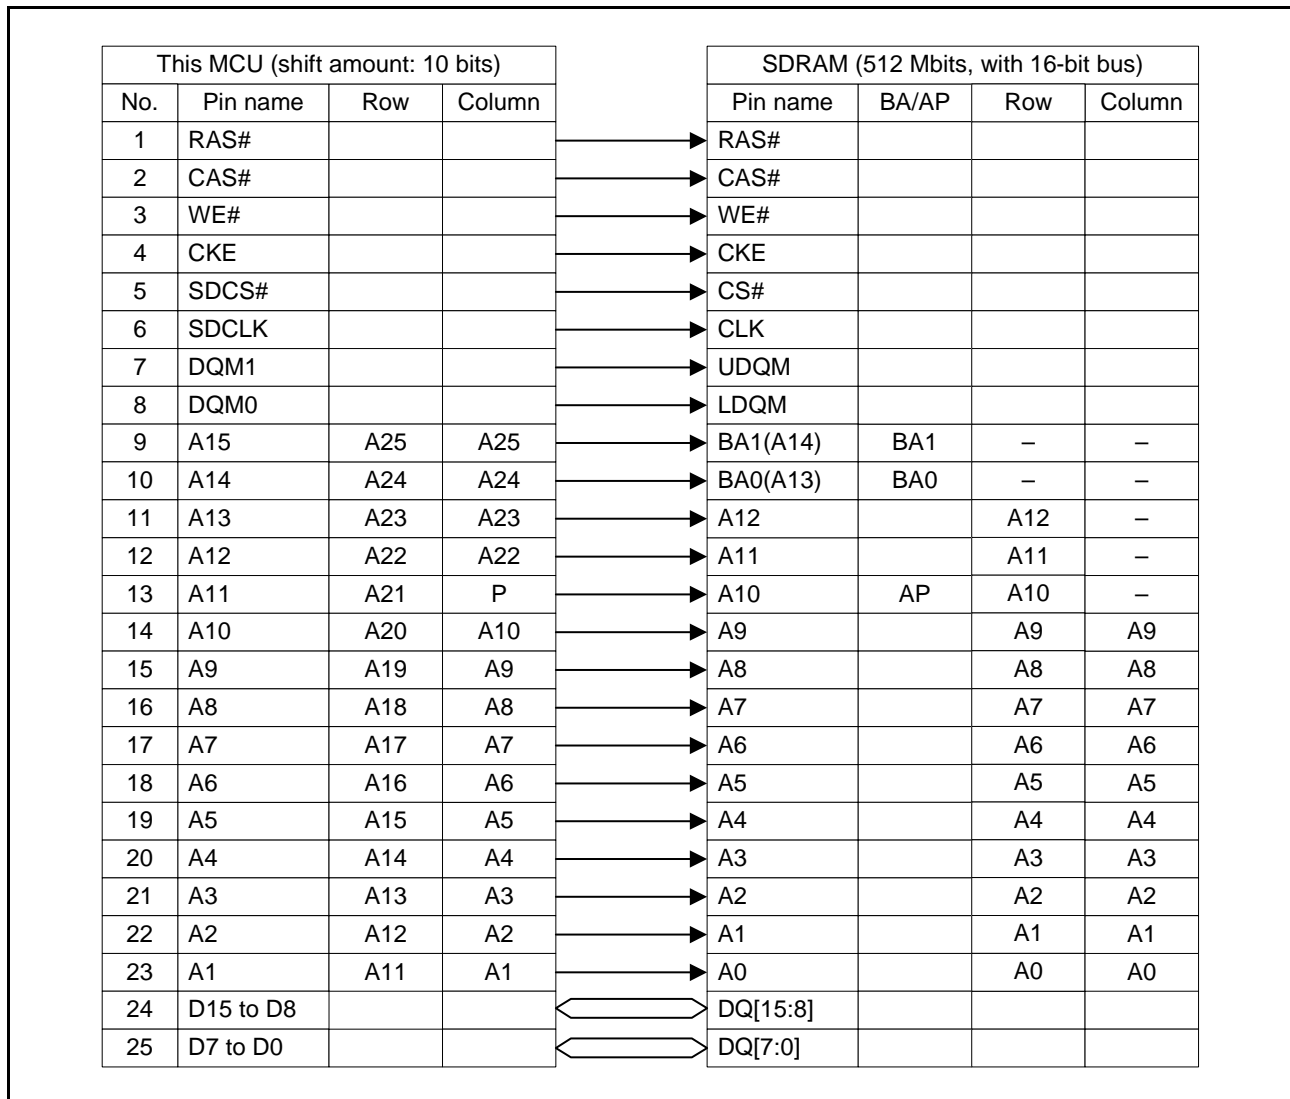 This MCU (shift amount: 10 bits) SDRAM (512 Mbits, with 16-bit bus)
No. Pin name Row Column Pin name BA/AP Row Column
1 RAS# RAS#
2 CAS# CAS#
3 WE# WE#
4 CKE CKE
5 SDCS# CS#
6 SDCLK CLK
7 DQM1 UDQM
8 DQM0 LDQM
9 A15 A25 A25 BA1(A14) BA1 – –
10 A14 A24 A24 BA0(A13) BA0 – –
11 A13 A23 A23 A12 A12 –
12 A12 A22 A22 A11 A11 –
13 A11 A21 P A10 AP A10 –
14 A10 A20 A10 A9 A9 A9
15 A9 A19 A9 A8 A8 A8
16 A8 A18 A8 A7 A7 A7
17 A7 A17 A7 A6 A6 A6
18 A6 A16 A6 A5 A5 A5
19 A5 A15 A5 A4 A4 A4
20 A4 A14 A4 A3 A3 A3
21 A3 A13 A3 A2 A2 A2
22 A2 A12 A2 A1 A1 A1
23 A1 A11 A1 A0 A0 A0
24 D15 to D8 DQ[15:8]
25 D7 to D0 DQ[7:0]